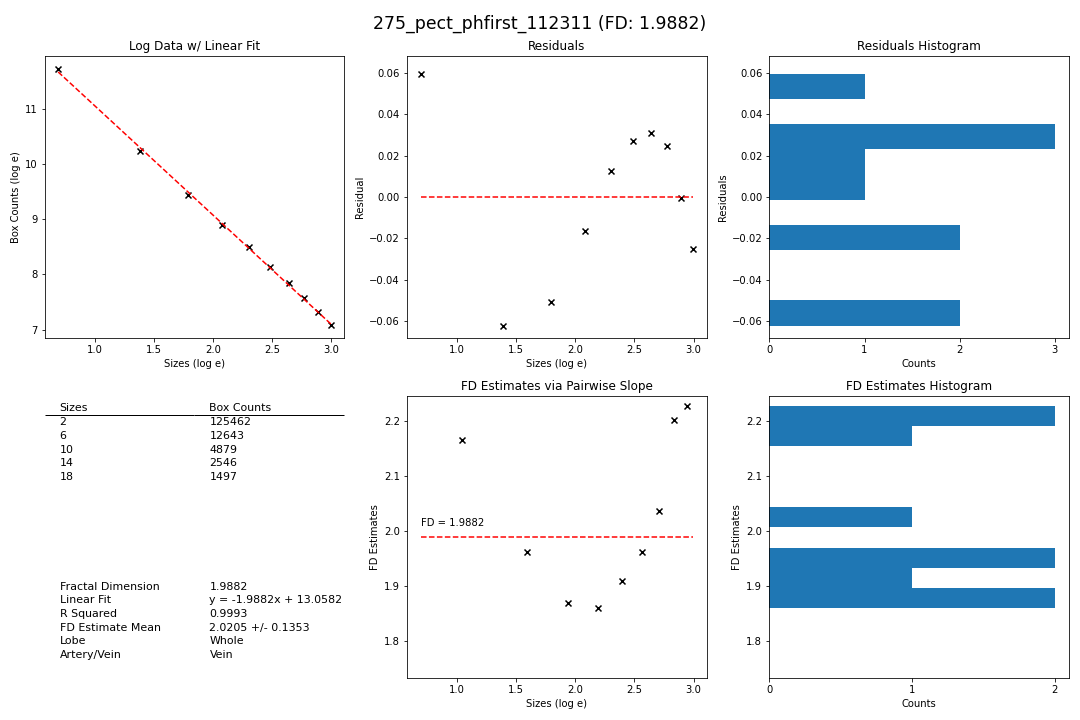 275_pect_phfirst_112311 (FD: 1.9882)
Log Data w/ Linear Fit
Box Counts (log e)
11
10
9
8
7
1.0 1.5 2.0 2.5 3.0
Sizes (log e)
Residuals
Residual
0.06
0.04
0.02
0.00
−0.02
−0.04
−0.06
1.0 1.5 2.0 2.5 3.0
Sizes (log e)
Residuals Histogram
Residuals
0.06
0.04
0.02
0.00
−0.02
−0.04
−0.06
0 1 2 3
Counts
Sizes Box Counts
2 125462
6 12643
10 4879
14 2546
18 1497
Fractal Dimension 1.9882
Linear Fit y = -1.9882x + 13.0582
R Squared 0.9993
FD Estimate Mean 2.0205 +/- 0.1353
Lobe Whole
Artery/Vein Vein
FD Estimates via Pairwise Slope
FD Estimates
2.2
2.1
2.0
1.9
1.8
FD = 1.9882
1.0 1.5 2.0 2.5 3.0
Sizes (log e)
FD Estimates Histogram
FD Estimates
2.2
2.1
2.0
1.9
1.8
0 1 2
Counts